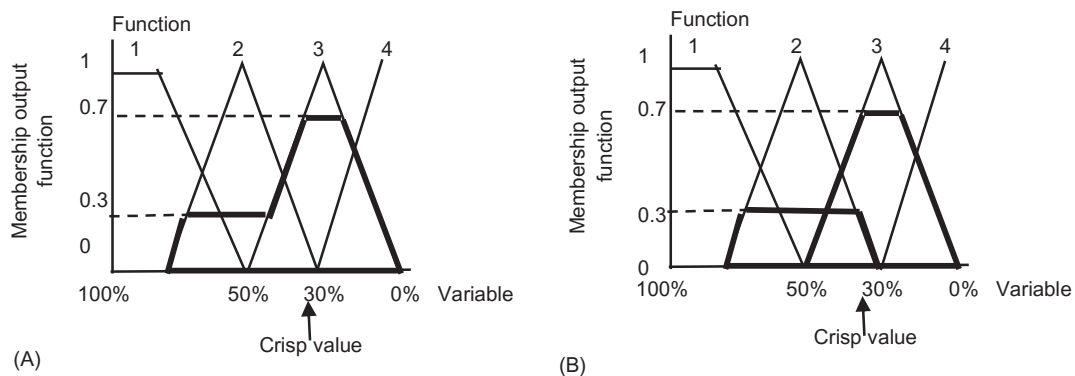 Function
1 2 3 4
1
0.7
0.3
0
Membership output
function
100% 50% 30% 0% Variable
Crisp value
(A)
Function
1 2 3 4
1
0.7
0.3
0
Membership output
function
100% 50% 30% 0% Variable
Crisp value
(B)